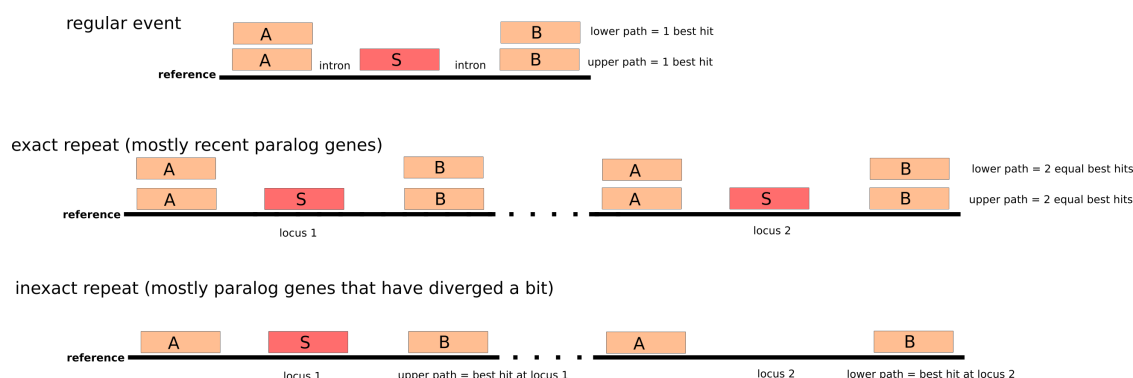 regular event
A B lower path = 1 best hit
A intron S intron B upper path = 1 best hit
reference
exact repeat (mostly recent paralog genes)
A B A B lower path = 2 equal best hits
A S B A S B upper path = 2 equal best hits
reference
locus 1 locus 2
inexact repeat (mostly paralog genes that have diverged a bit)
A S B A B
reference
locus 1 upper path = best hit at locus 1 locus 2 lower path = best hit at locus 2